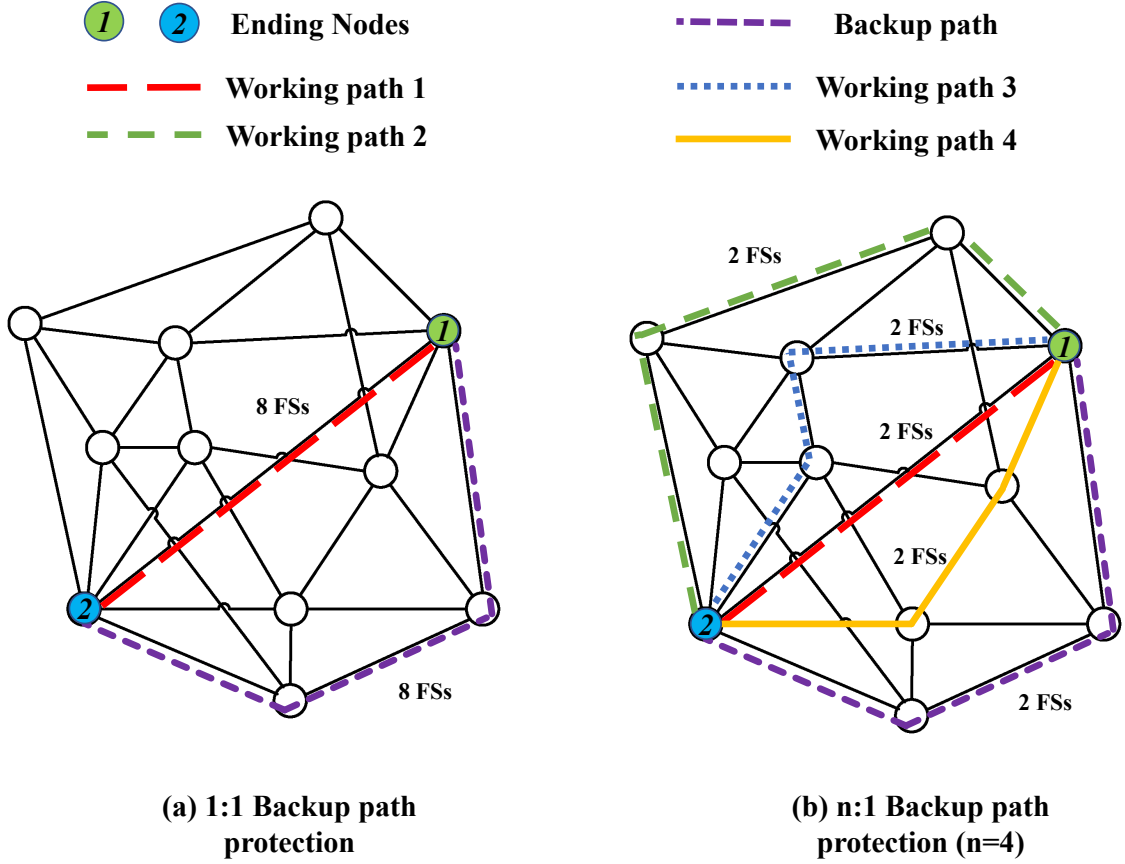 1 2 Ending Nodes
Backup path
Working path 1
Working path 3
Working path 2
Working path 4
1
8 FSs
2
8 FSs
(a) 1:1 Backup path
protection
2 FSs
2 FSs
1
2 FSs
2 FSs
2
2 FSs
(b) n:1 Backup path
protection (n=4)